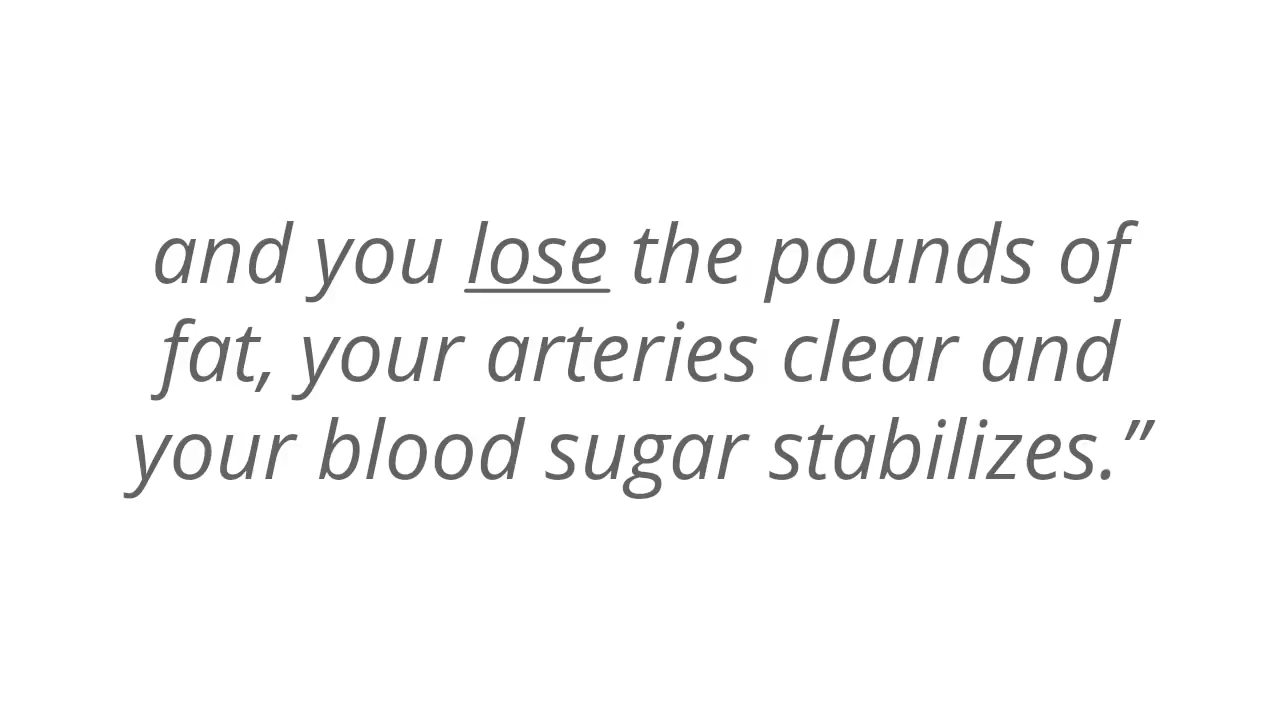 and you lose the pounds of
fat, your arteries clear and
your blood sugar stabilizes.”